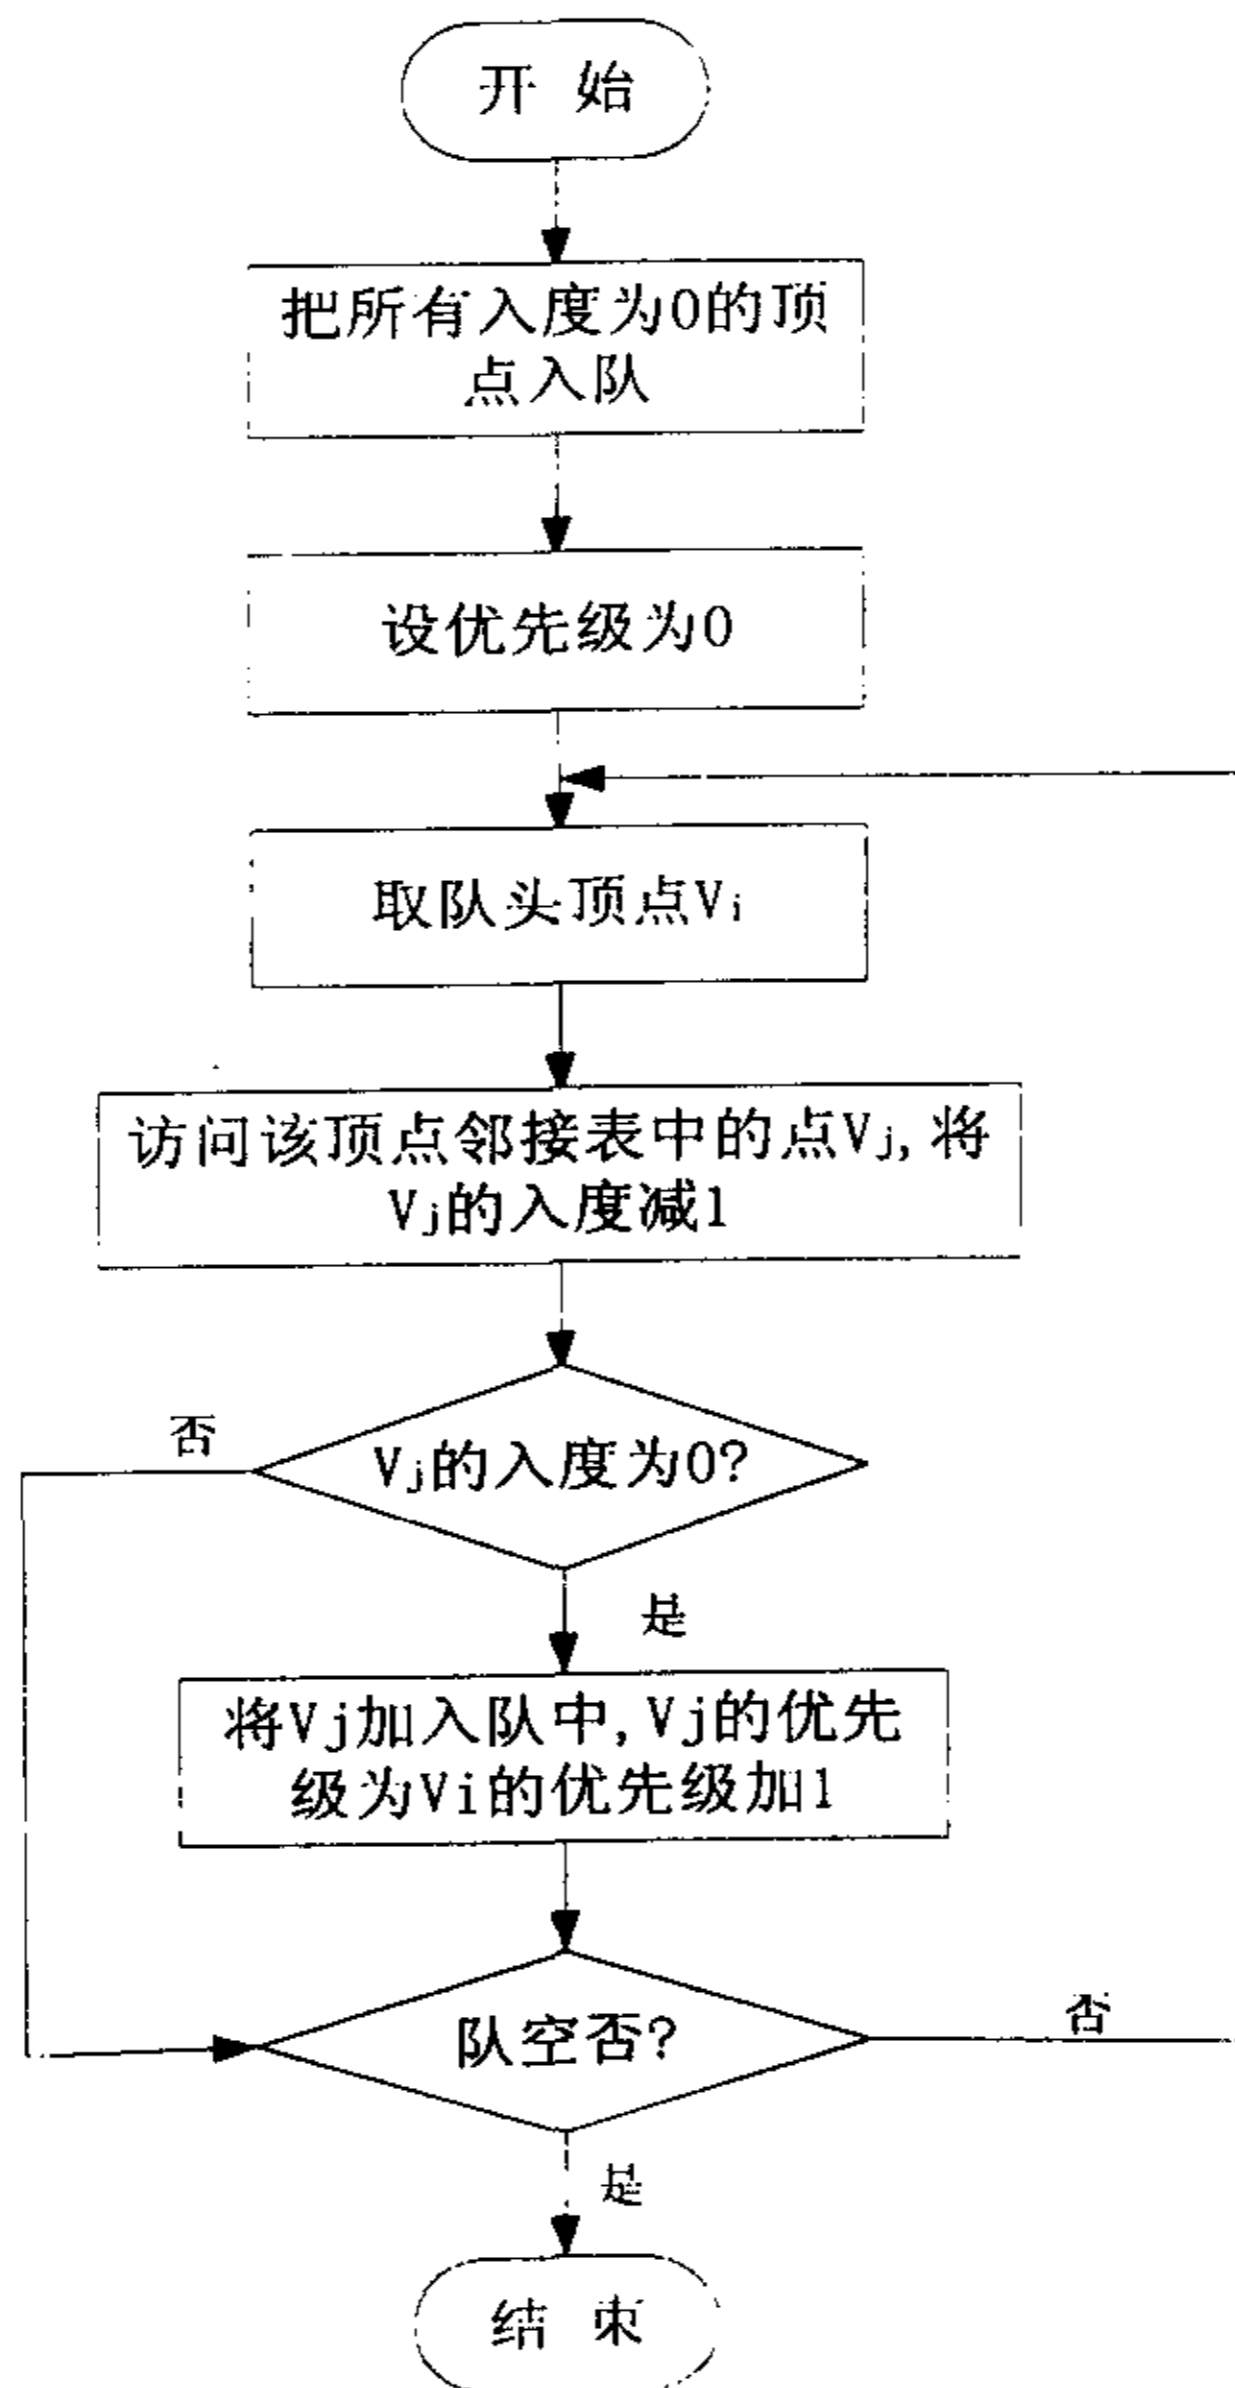 开 始
把所有入度为0的顶
点入队
设优先级为0
取队头顶点Vi
访问该顶点邻接表中的点Vj,将
Vj的入度减1
否
Vj的入度为0?
是
将Vj加入队中,Vj的优先
级为Vi的优先级加1
队空否?
否
是
结 束